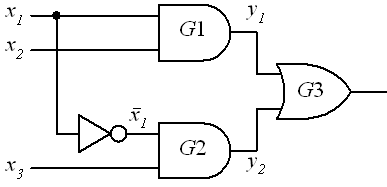 x₁ G1 y₁
x₂
G3
x̄₁
x₃ G2 y₂